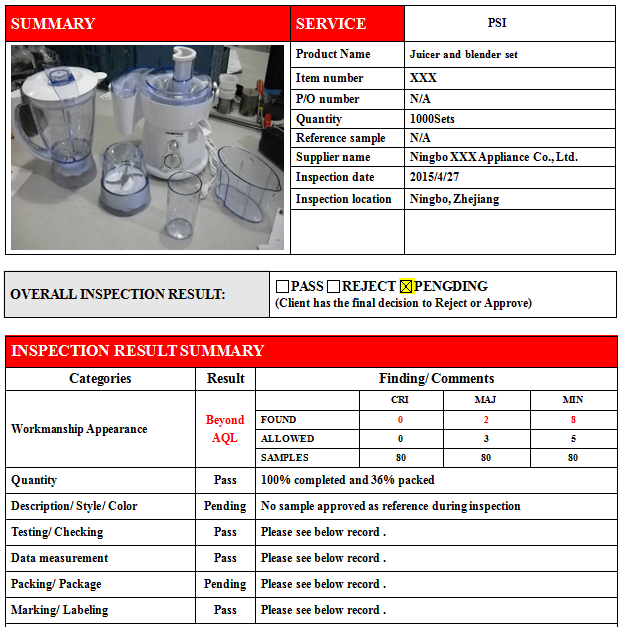 SUMMARY SERVICE PSI
Product Name Juicer and blender set
Item number XXX
P/O number N/A
Quantity 1000Sets
Reference sample N/A
Supplier name Ningbo XXX Appliance Co., Ltd.
Inspection date 2015/4/27
Inspection location Ningbo, Zhejiang
OVERALL INSPECTION RESULT: PASS REJECT PENGDING
(Client has the final decision to Reject or Approve)
INSPECTION RESULT SUMMARY
Categories Result Finding/ Comments
CRI MAJ MIN
Workmanship Appearance Beyond AQL
FOUND 0 2 8
ALLOWED 0 3 5
SAMPLES 80 80 80
Quantity Pass 100% completed and 36% packed
Description/ Style/ Color Pending No sample approved as reference during inspection
Testing/ Checking Pass Please see below record .
Data measurement Pass Please see below record .
Packing/ Package Pending Please see below record .
Marking/ Labeling Pass Please see below record .